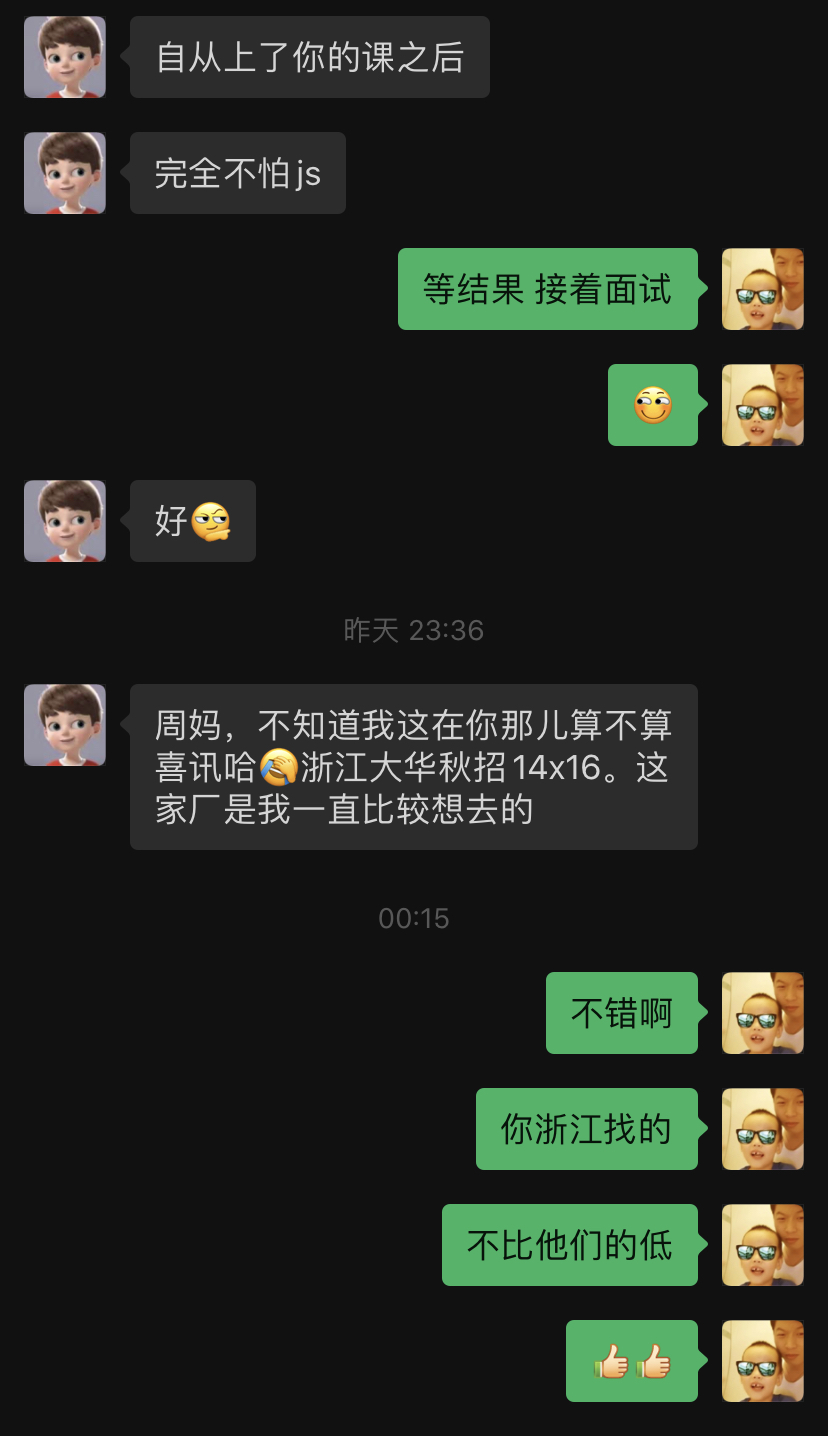 自从上了你的课之后
完全不怕js
等结果 接着面试
好
昨天 23:36
周妈，不知道我这在你那儿算不算
喜讯哈浙江大华秋招14x16。这
家厂是我一直比较想去的
00:15
不错啊
你浙江找的
不比他们的低